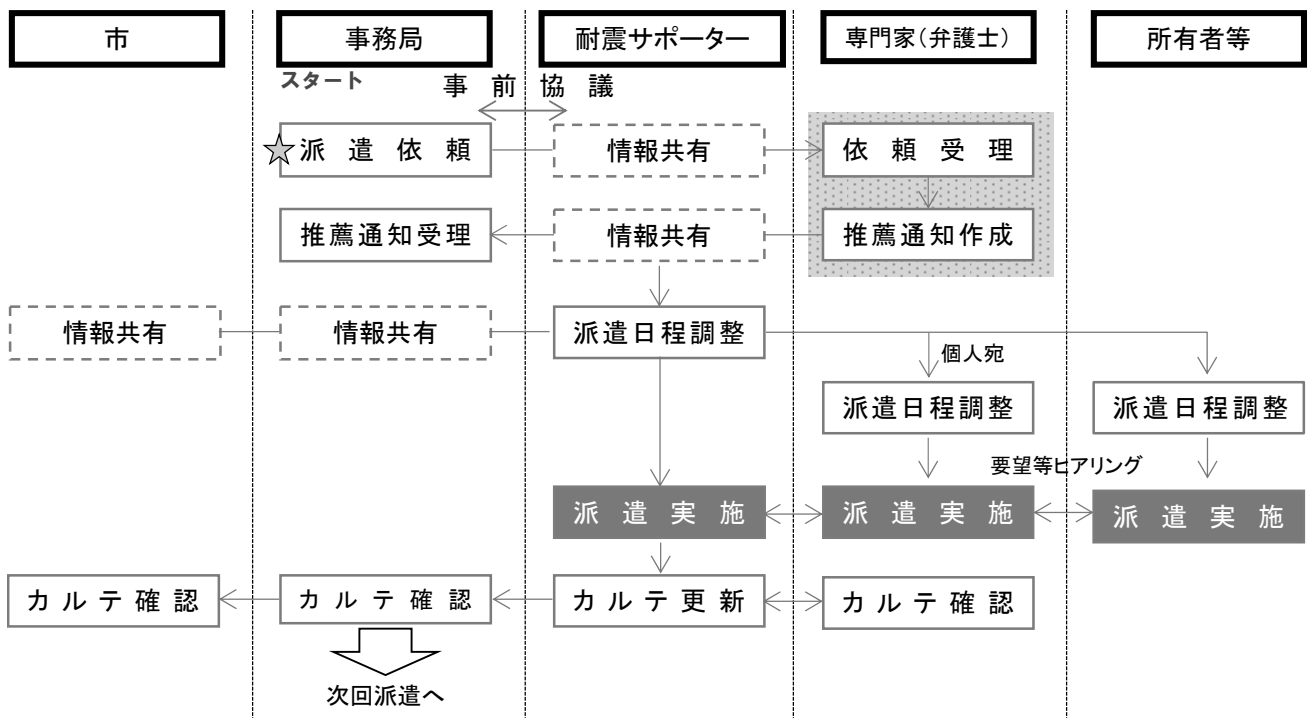 市
事務局
耐震サポーター
専門家（弁護士）
所有者等
スタート
事前協議
派遣依頼
情報共有
依頼受理
推薦通知受理
情報共有
推薦通知作成
情報共有
情報共有
派遣日程調整
個人宛
派遣日程調整
派遣日程調整
要望等ヒアリング
派遣実施
派遣実施
派遣実施
カルテ確認
カルテ確認
カルテ更新
カルテ確認
次回派遣へ